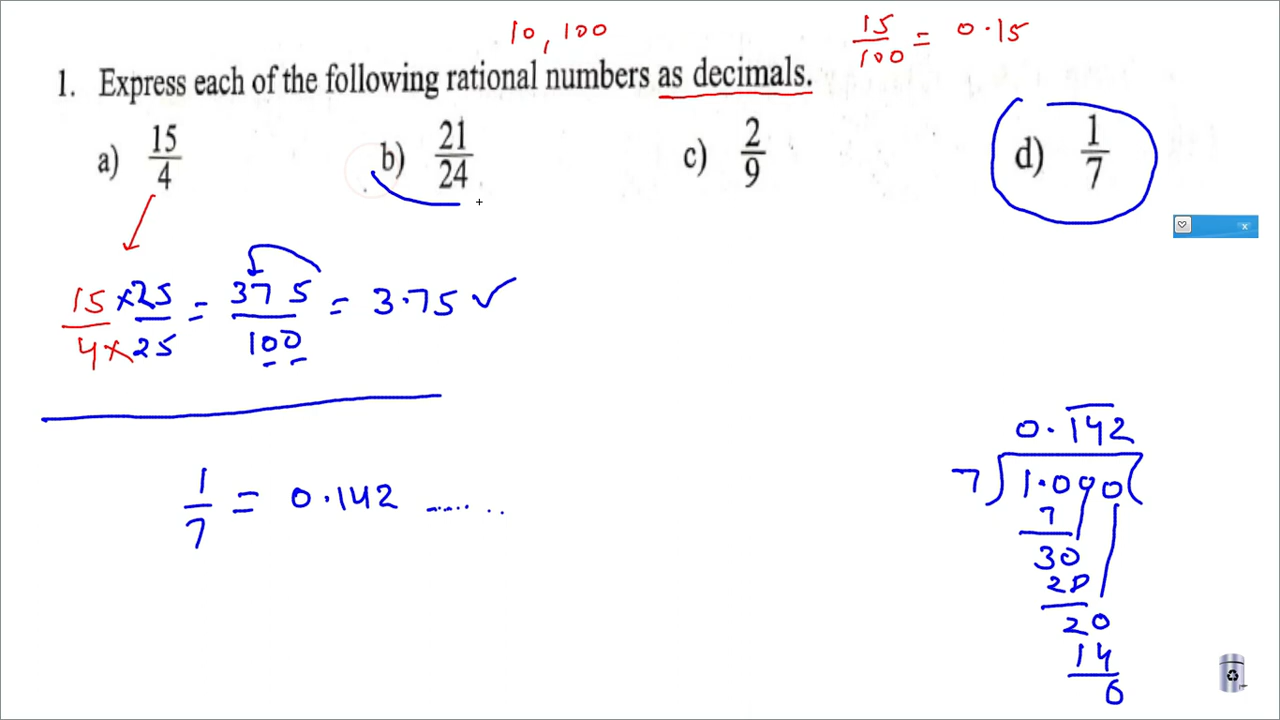 10, 100
15/100 = 0.15
1. Express each of the following rational numbers as decimals.
a) 15/4 b) 21/24 c) 2/9 d) 1/7
15×25/4×25 = 375/100 = 3.75 ✓
1/7 = 0.142 .......
0.142
7)1.000(
7
30
28
20
14
6